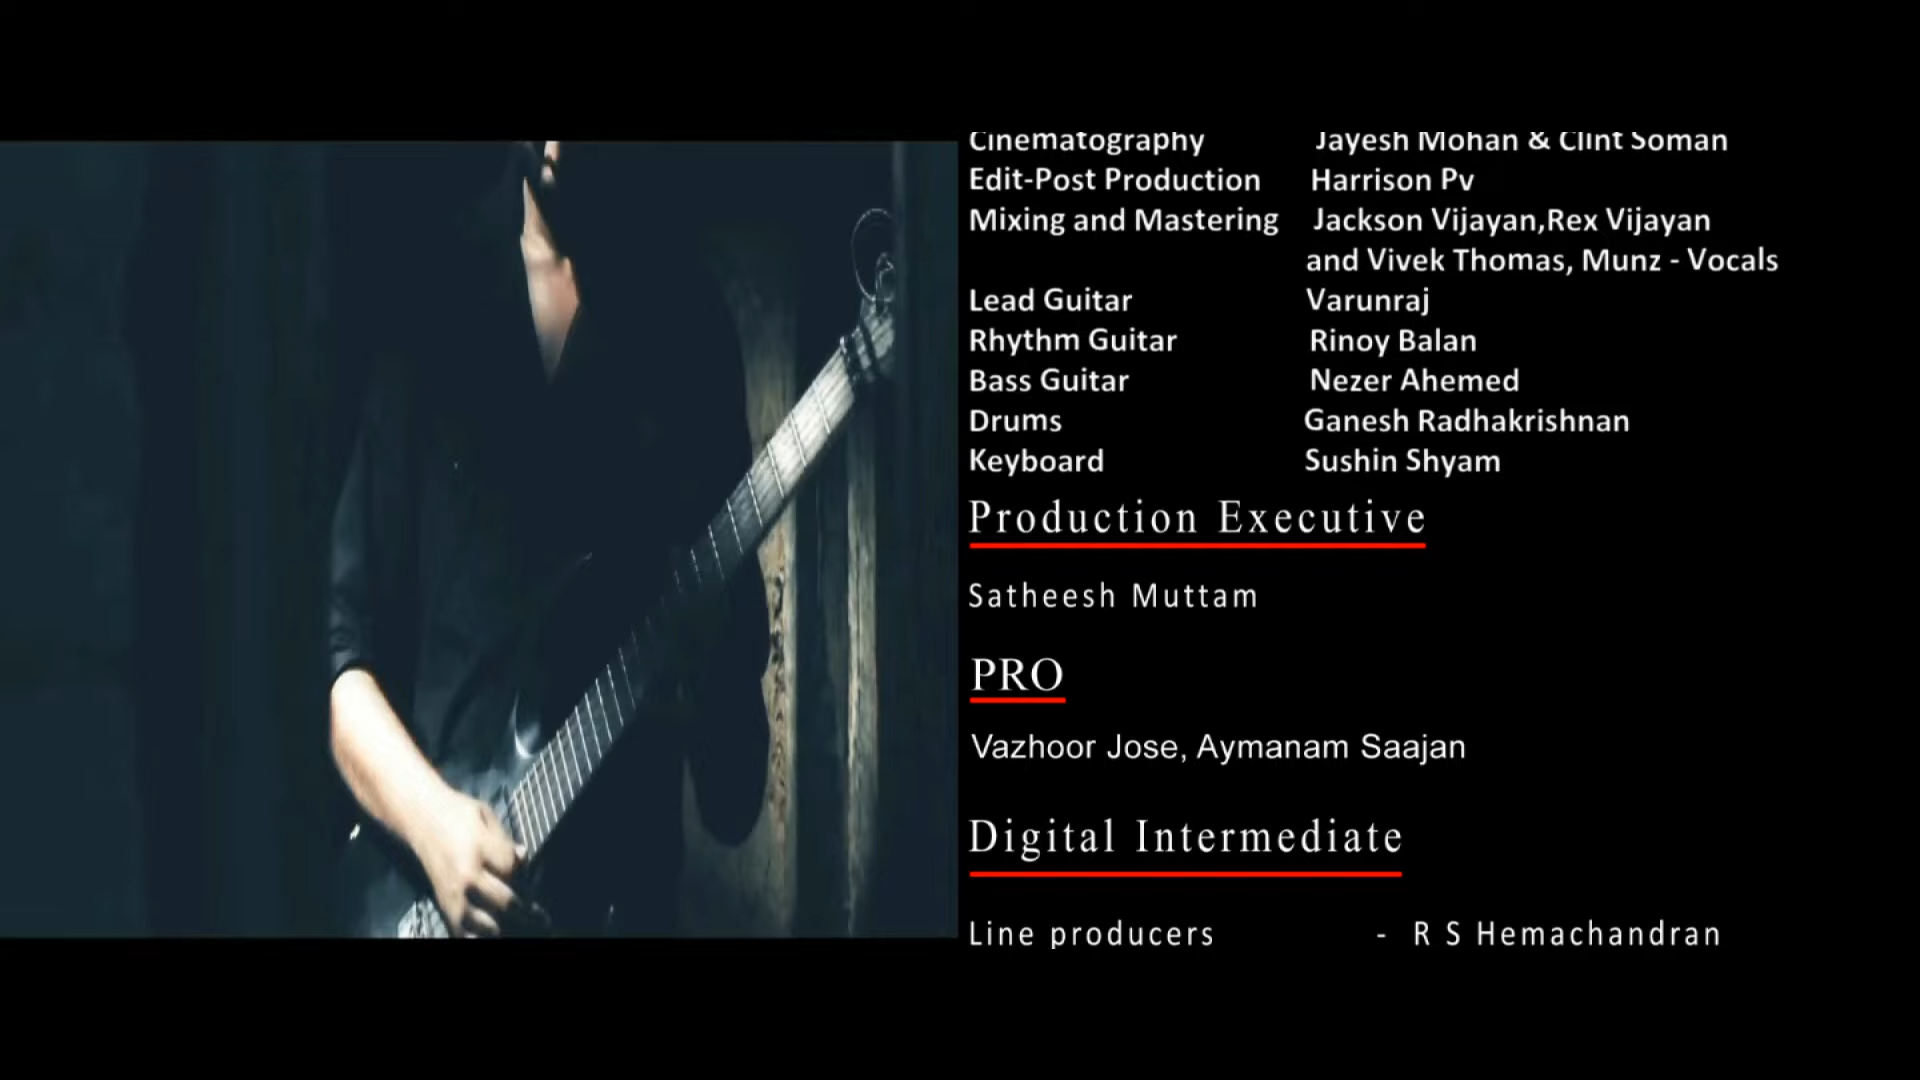 Cinematography Jayesh Mohan & Clint Soman
Edit-Post Production Harrison Pv
Mixing and Mastering Jackson Vijayan,Rex Vijayan
and Vivek Thomas, Munz - Vocals
Lead Guitar Varunraj
Rhythm Guitar Rinoy Balan
Bass Guitar Nezer Ahemed
Drums Ganesh Radhakrishnan
Keyboard Sushin Shyam
Production Executive
Satheesh Muttam
PRO
Vazhoor Jose, Aymanam Saajan
Digital Intermediate
Line producers - R S Hemachandran